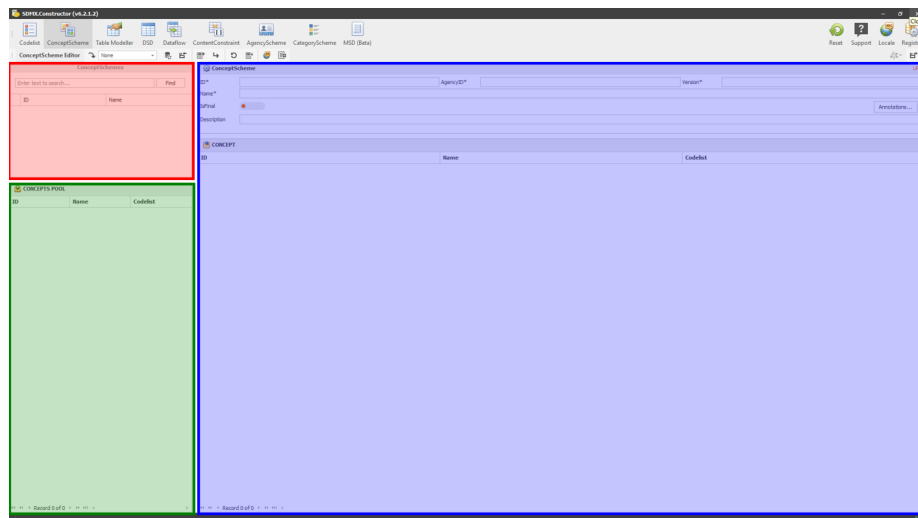 SDMX.Constructor (v6.2.1.2)
Codelist ConceptScheme Table Modeller DSD Dataflow ContentConstraint AgencyScheme CategoryScheme MSD (Beta) Reset Support Locale Regist
ConceptScheme Editor None
ConceptSchemes
Enter text to search... Find
ID Name
ConceptScheme
ID* AgencyID* Version*
Name*
IsFinal Annotations...
Description
CONCEPT
ID Name Codelist
CONCEPTS POOL
ID Name Codelist
Record 0 of 0
Record 0 of 0